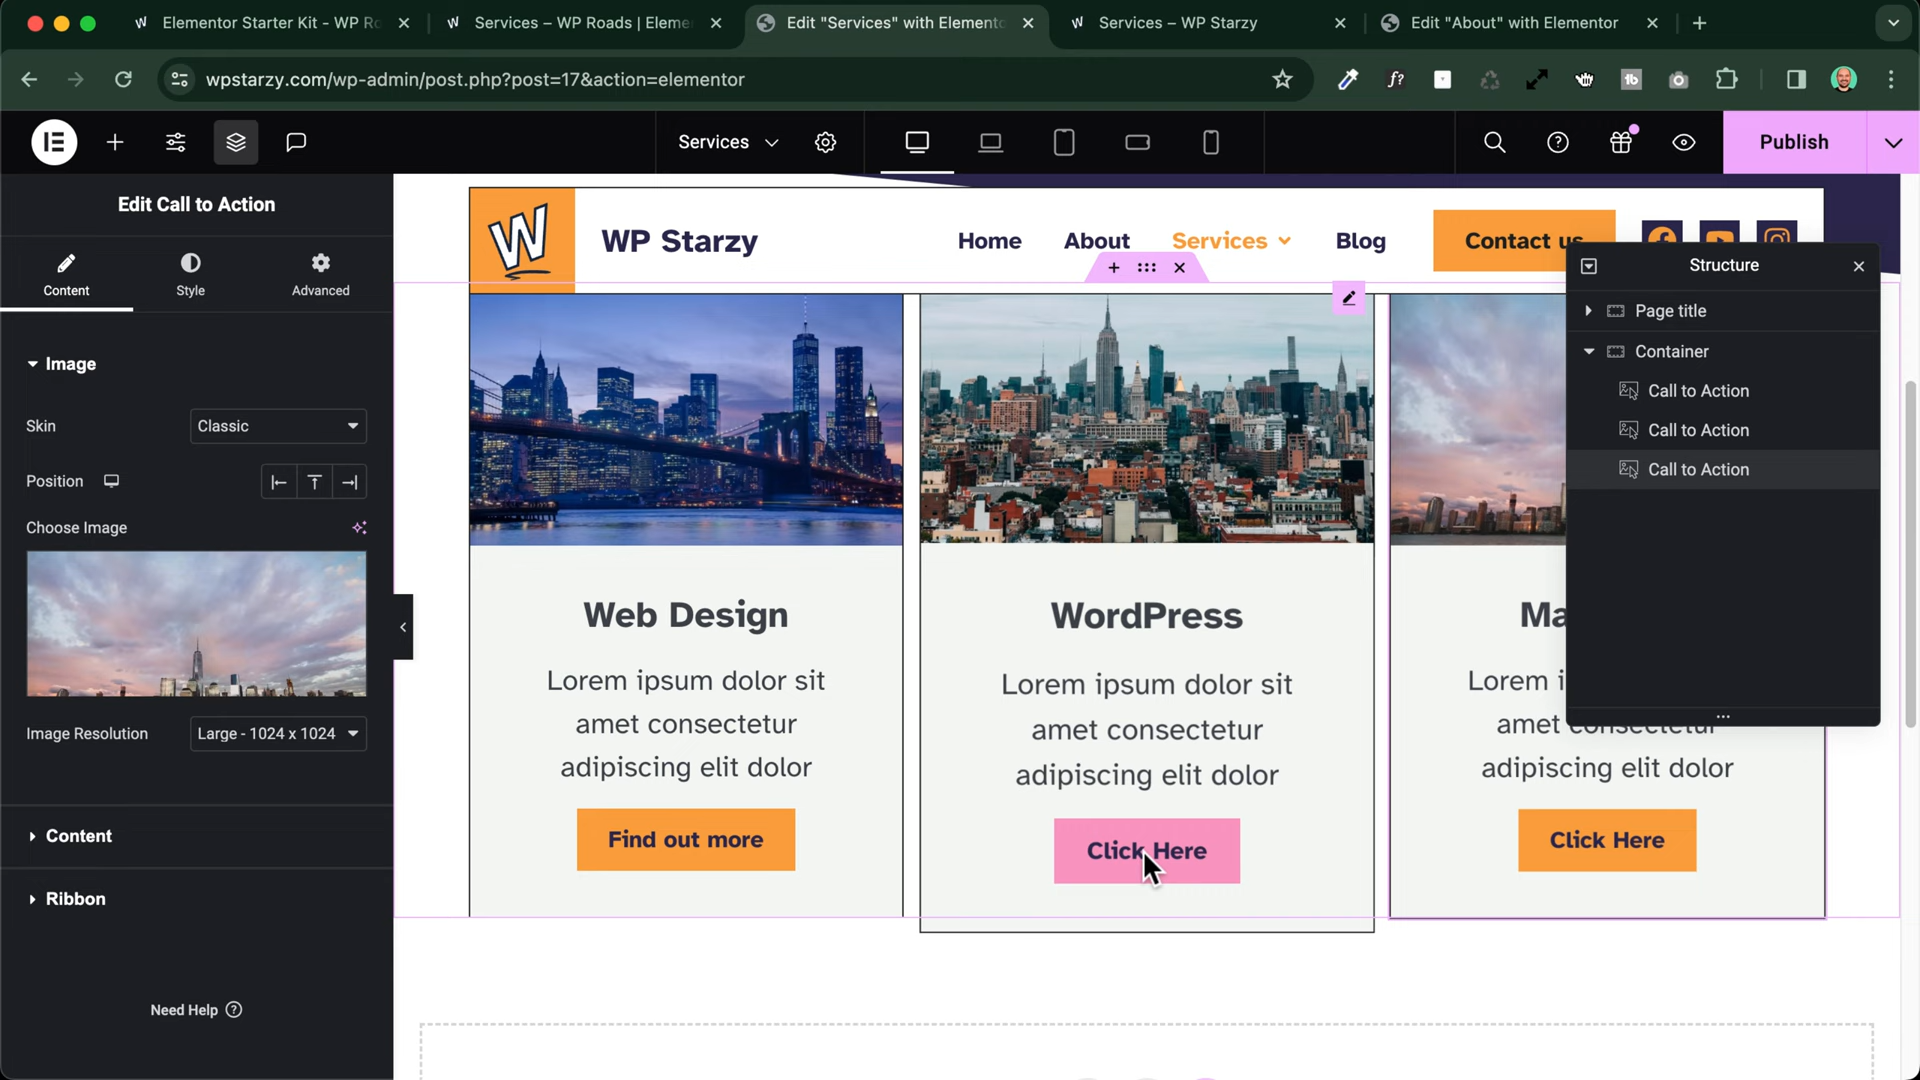 Elementor Starter Kit - WP Ro
Services – WP Roads | Eleme
Edit "Services" with Elemento
Services – WP Starzy
Edit "About" with Elementor
wpstarzy.com/wp-admin/post.php?post=17&action=elementor
f?
tb
Services
Publish
Edit Call to Action
Content
Style
Advanced
Image
Skin
Classic
Position
Choose Image
Image Resolution
Large - 1024 x 1024
Content
Ribbon
Need Help
W
WP Starzy
Home
About
Services
Blog
Contact us
Web Design
Lorem ipsum dolor sit
amet consectetur
adipiscing elit dolor
Find out more
WordPress
Lorem ipsum dolor sit
amet consectetur
adipiscing elit dolor
Click Here
Ma
Lorem i
amet consectetur
adipiscing elit dolor
Click Here
Structure
Page title
Container
Call to Action
Call to Action
Call to Action